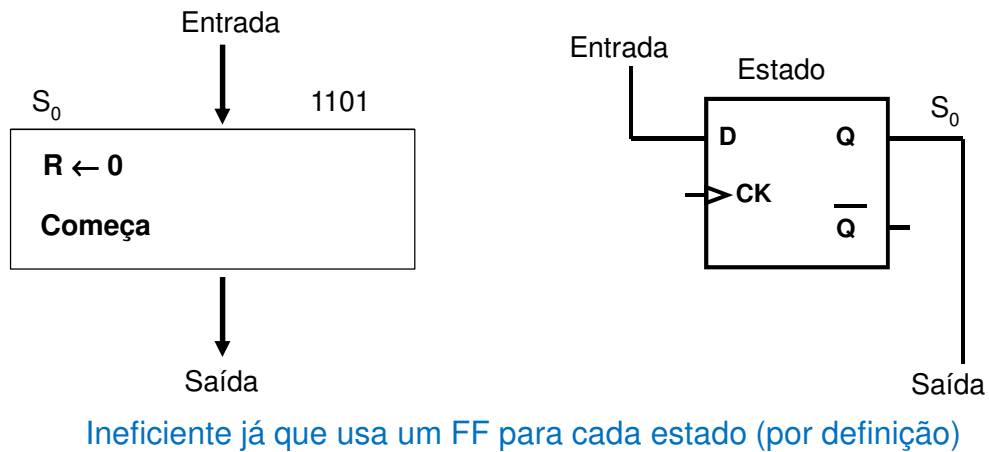 Entrada
S0 1101
R ← 0
Começa
Saída
Entrada
Estado
S0
D Q
CK
Q̅
Saída
Ineficiente já que usa um FF para cada estado (por definição)